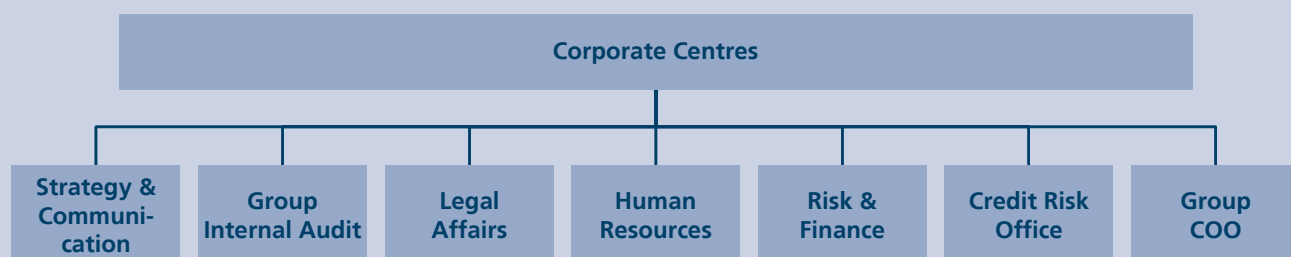 Corporate Centres
Strategy &
Communi-
cation
Group
Internal Audit
Legal
Affairs
Human
Resources
Risk &
Finance
Credit Risk
Office
Group
COO